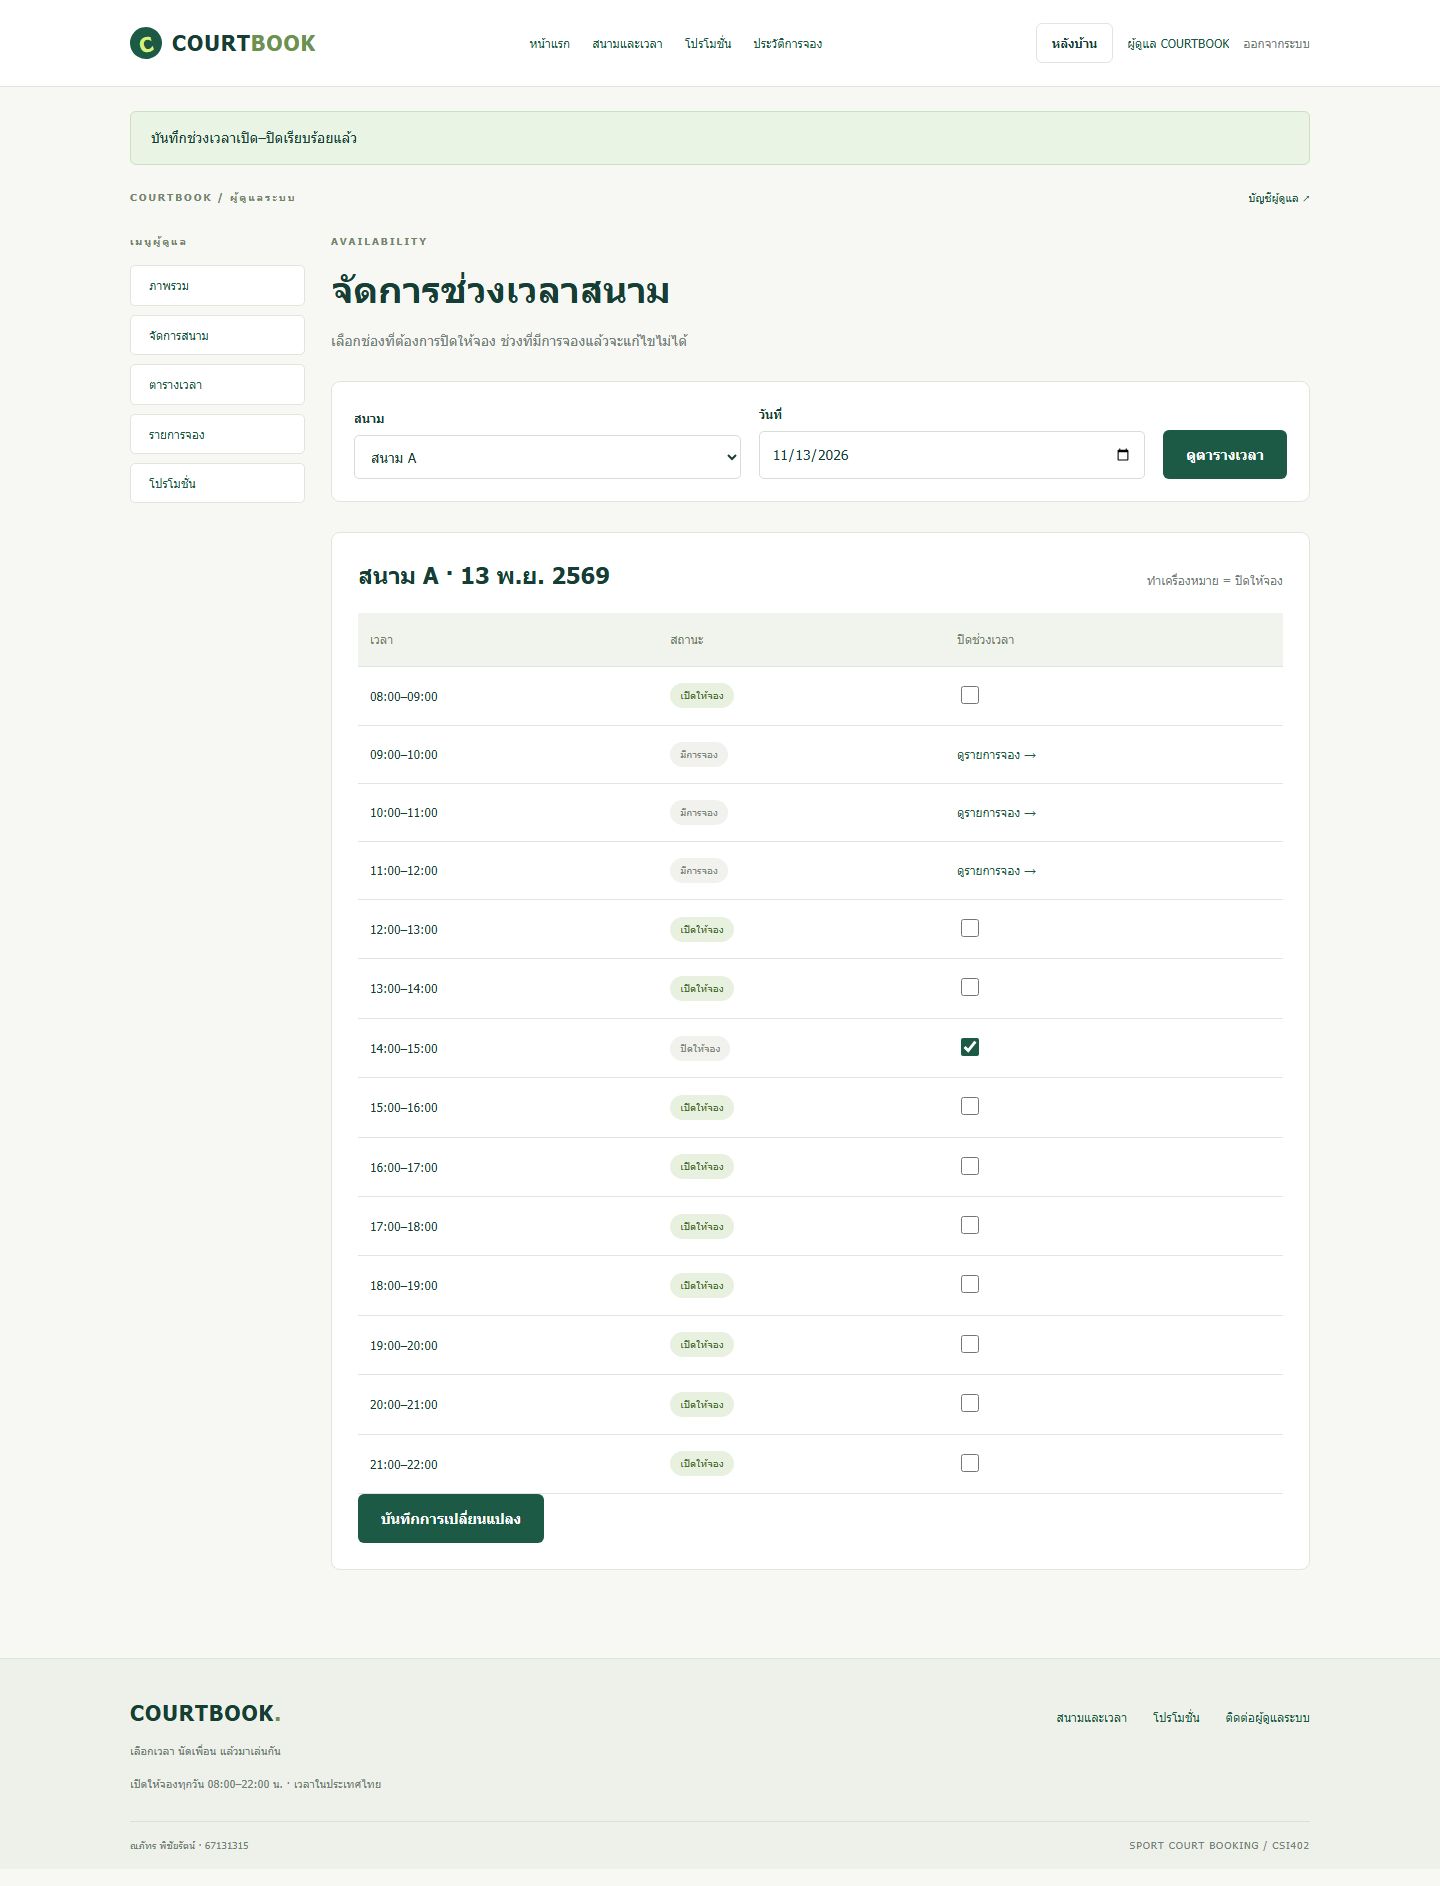 C COURTBOOK
หน้าแรก สนามและเวลา โปรโมชั่น ประวัติการจอง
หลังบ้าน ผู้ดูแล COURTBOOK ออกจากระบบ
บันทึกช่วงเวลาเปิด–ปิดเรียบร้อยแล้ว
COURTBOOK / ผู้ดูแลระบบ
บัญชีผู้ดูแล ↗
เมนูผู้ดูแล
ภาพรวม
จัดการสนาม
ตารางเวลา
รายการจอง
โปรโมชั่น
AVAILABILITY
จัดการช่วงเวลาสนาม
เลือกช่องที่ต้องการปิดให้จอง ช่วงที่มีการจองแล้วจะแก้ไขไม่ได้
สนาม
สนาม A
วันที่
11/13/2026
ดูตารางเวลา
สนาม A · 13 พ.ย. 2569
ทำเครื่องหมาย = ปิดให้จอง
เวลา สถานะ ปิดช่วงเวลา
08:00–09:00 เปิดให้จอง
09:00–10:00 มีการจอง ดูรายการจอง →
10:00–11:00 มีการจอง ดูรายการจอง →
11:00–12:00 มีการจอง ดูรายการจอง →
12:00–13:00 เปิดให้จอง
13:00–14:00 เปิดให้จอง
14:00–15:00 ปิดให้จอง
15:00–16:00 เปิดให้จอง
16:00–17:00 เปิดให้จอง
17:00–18:00 เปิดให้จอง
18:00–19:00 เปิดให้จอง
19:00–20:00 เปิดให้จอง
20:00–21:00 เปิดให้จอง
21:00–22:00 เปิดให้จอง
บันทึกการเปลี่ยนแปลง
COURTBOOK.
สนามและเวลา โปรโมชั่น ติดต่อผู้ดูแลระบบ
เลือกเวลา นัดเพื่อน แล้วมาเล่นกัน
เปิดให้จองทุกวัน 08:00–22:00 น. · เวลาในประเทศไทย
ณภัทร พิชัยรัตน์ · 67131315
SPORT COURT BOOKING / CSI402